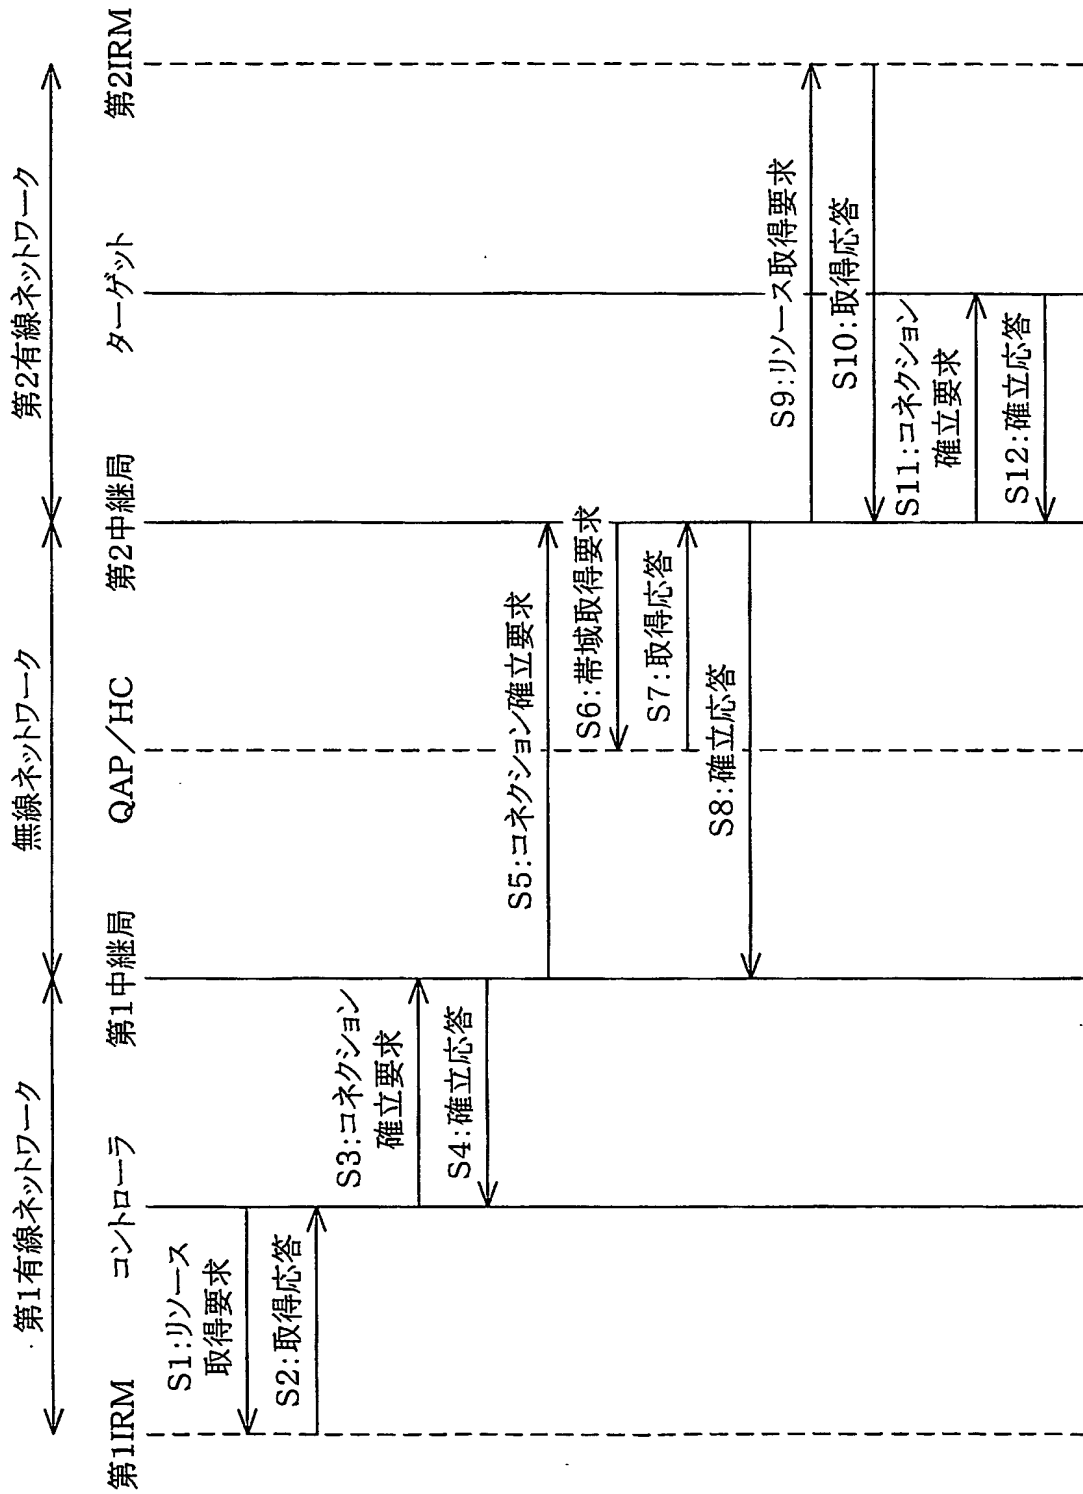 第1有線ネットワーク
無線ネットワーク
第2有線ネットワーク
第1IRM
コントローラ
第1中継局
QAP/HC
第2中継局
ターゲット
第2IRM
S1:リソース
取得要求
S2:取得応答
S3:コネクション
確立要求
S4:確立応答
S5:コネクション確立要求
S6:帯域取得要求
S7:取得応答
S8:確立応答
S9:リソース取得要求
S10:取得応答
S11:コネクション
確立要求
S12:確立応答